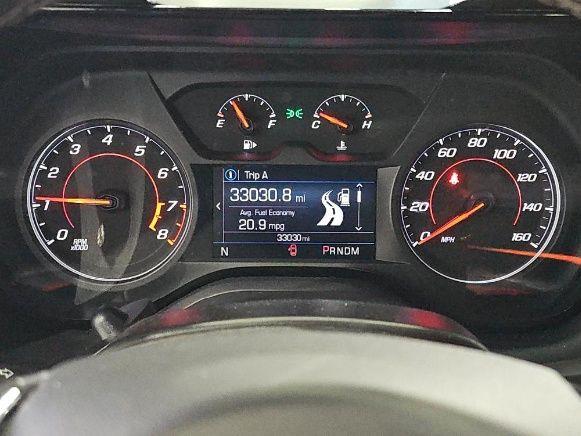 E F
C H
0 1 2 3 4 5 6 7 8
RPM
x1000
Trip A
33030.8 mi
Avg. Fuel Economy
20.9 mpg
33030 mi
N PRNDM
0 20 40 60 80 100 120 140 160
MPH